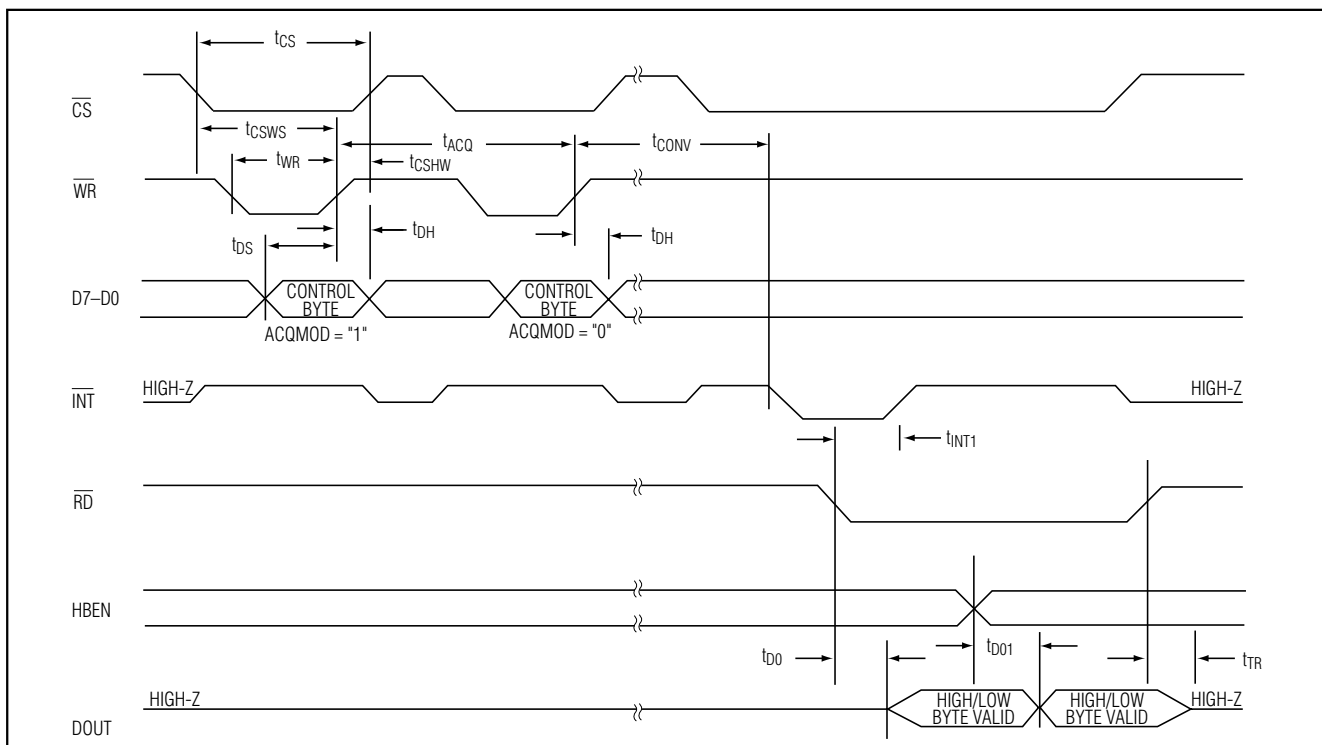 tCS
CS
tCSWS
tACQ
tCONV
tWR
tCSHW
WR
tDH
tDS
tDH
D7–D0
CONTROL
BYTE
CONTROL
BYTE
ACQMOD = "1"
ACQMOD = "0"
HIGH-Z
HIGH-Z
INT
tINT1
RD
HBEN
tD0
tD01
tTR
HIGH-Z
HIGH/LOW
BYTE VALID
HIGH/LOW
BYTE VALID
HIGH-Z
DOUT